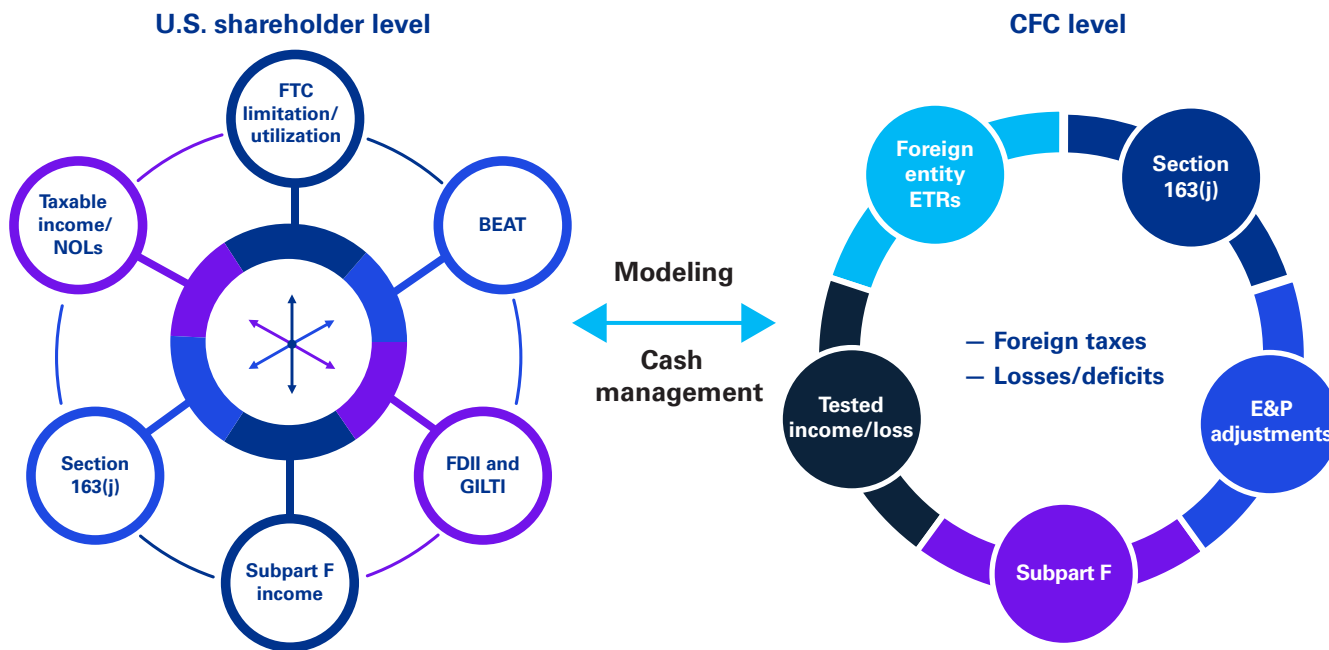 U.S. shareholder level
FTC
limitation/
utilization
Taxable
income/
NOLs
BEAT
Section
163(j)
FDII and
GILTI
Subpart F
income
Modeling
Cash
management
CFC level
Foreign
entity
ETRs
Section
163(j)
— Foreign taxes
— Losses/deficits
Tested
income/loss
E&P
adjustments
Subpart F